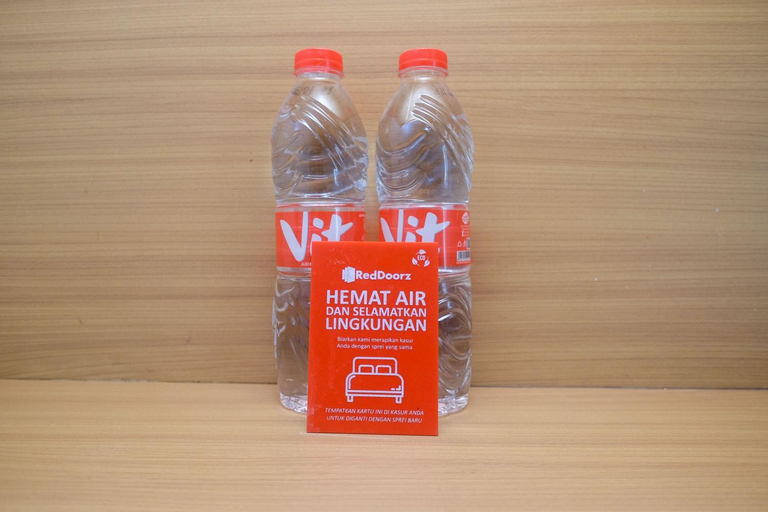 Vit
Vit
RedDoorz
ECO
HEMAT AIR
DAN SELAMATKAN
LINGKUNGAN
Biarkan kami merapikan kasur
Anda dengan sprei yang sama.
TEMPATKAN KARTU INI DI KASUR ANDA
UNTUK DIGANTI DENGAN SPREI BARU